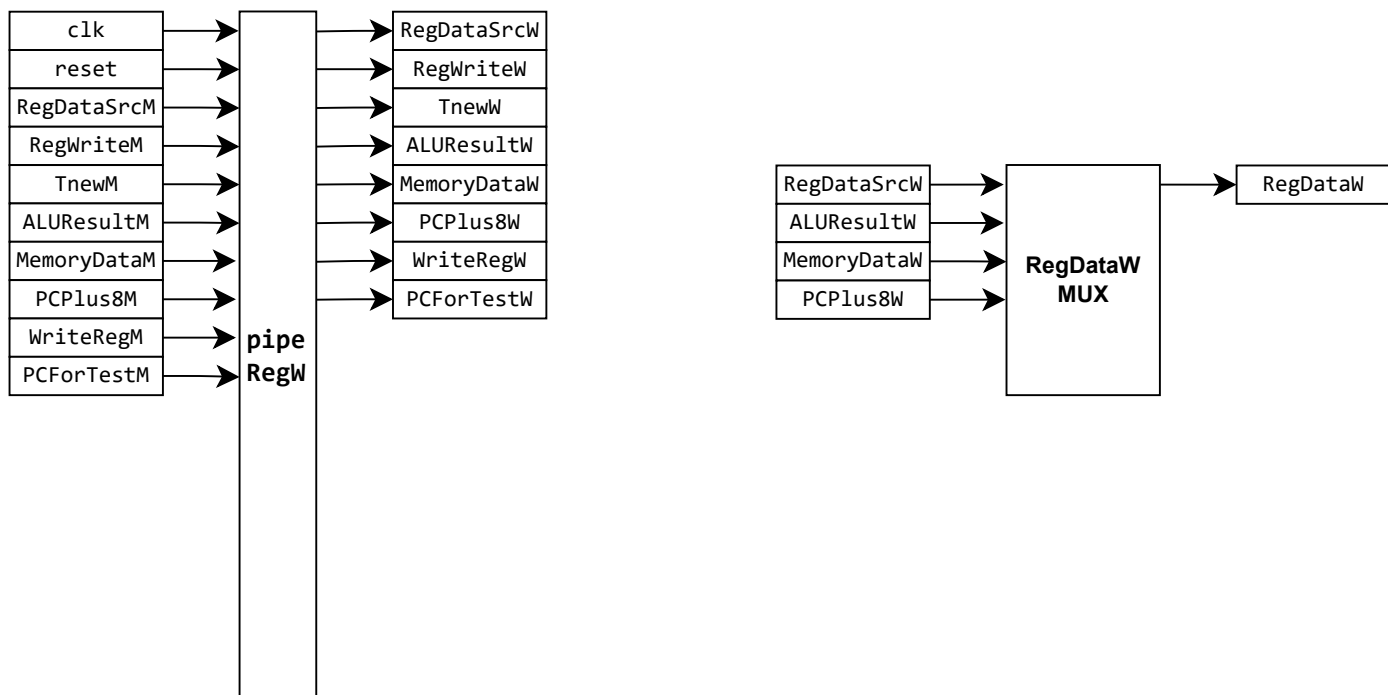 clk
reset
RegDataSrcM
RegWriteM
TnewM
ALUResultM
MemoryDataM
PCPlus8M
WriteRegM
PCForTestM
pipe
RegW
RegDataSrcW
RegWriteW
TnewW
ALUResultW
MemoryDataW
PCPlus8W
WriteRegW
PCForTestW
RegDataSrcW
ALUResultW
MemoryDataW
PCPlus8W
RegDataW
MUX
RegDataW